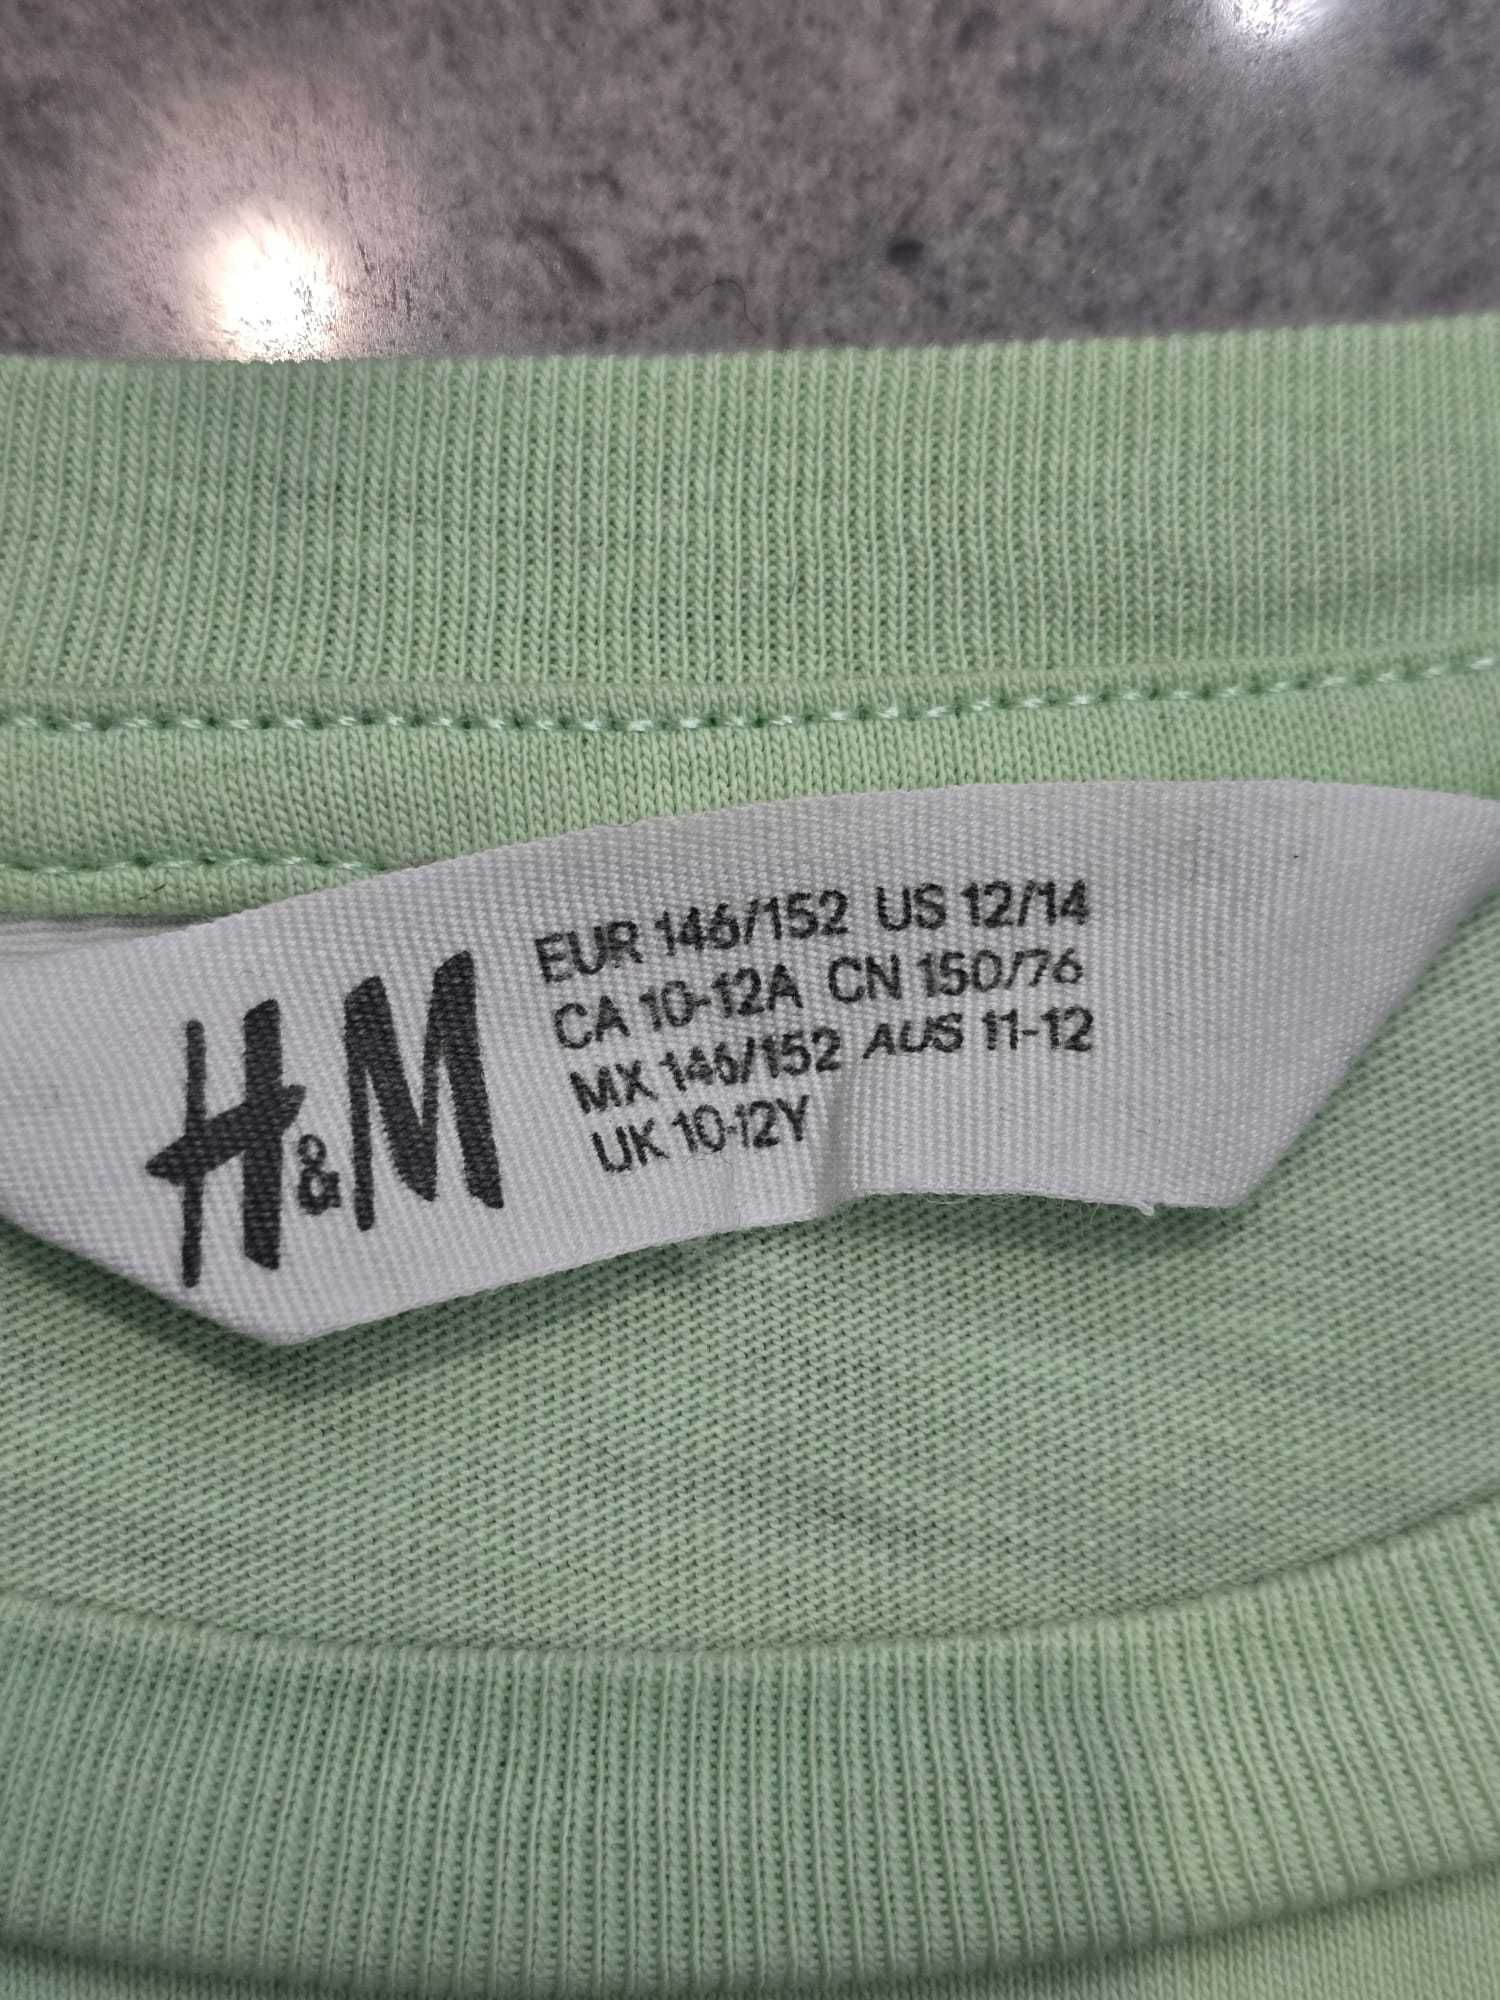 H&M
EUR 146/152 US 12/14
CA 10-12A CN 150/76
MX 146/152 AUS 11-12
UK 10-12Y